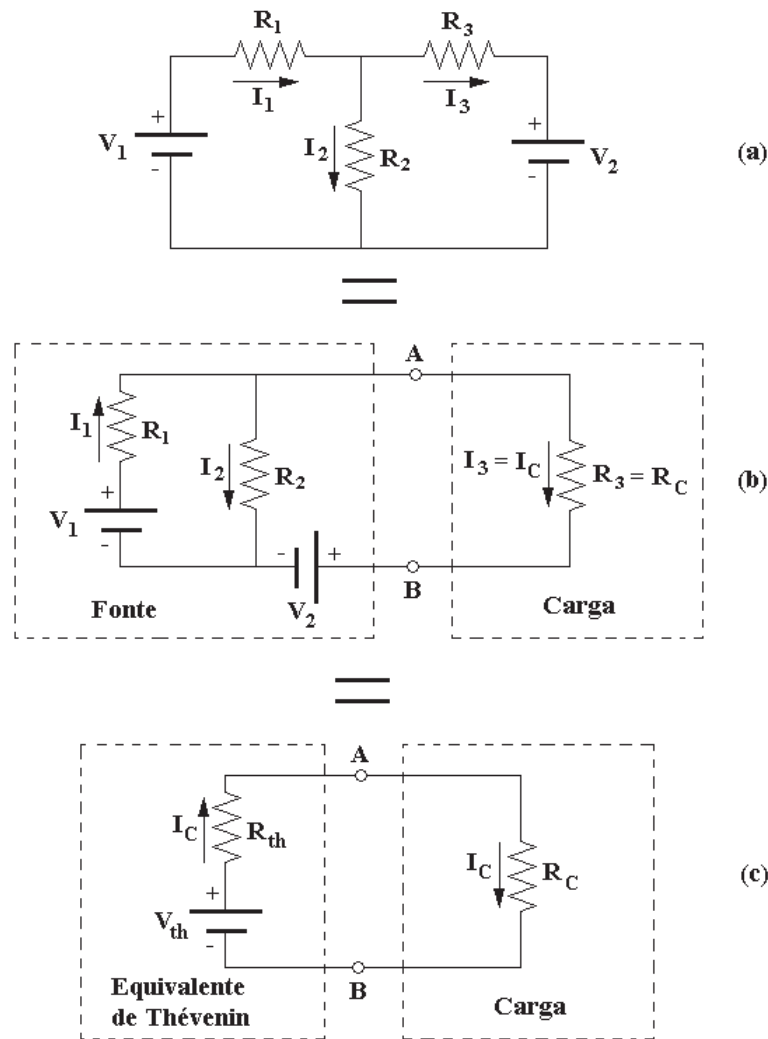 R1 R3
I1 I3
+ +
V1 I2 R2 V2 (a)
- -
A
I1 R1 I2 R2 I3 = IC R3 = RC (b)
+
V1
- - +
V2 B
Fonte Carga
A
IC Rth IC RC (c)
+
Vth
-
B
Equivalente
de Thévenin Carga